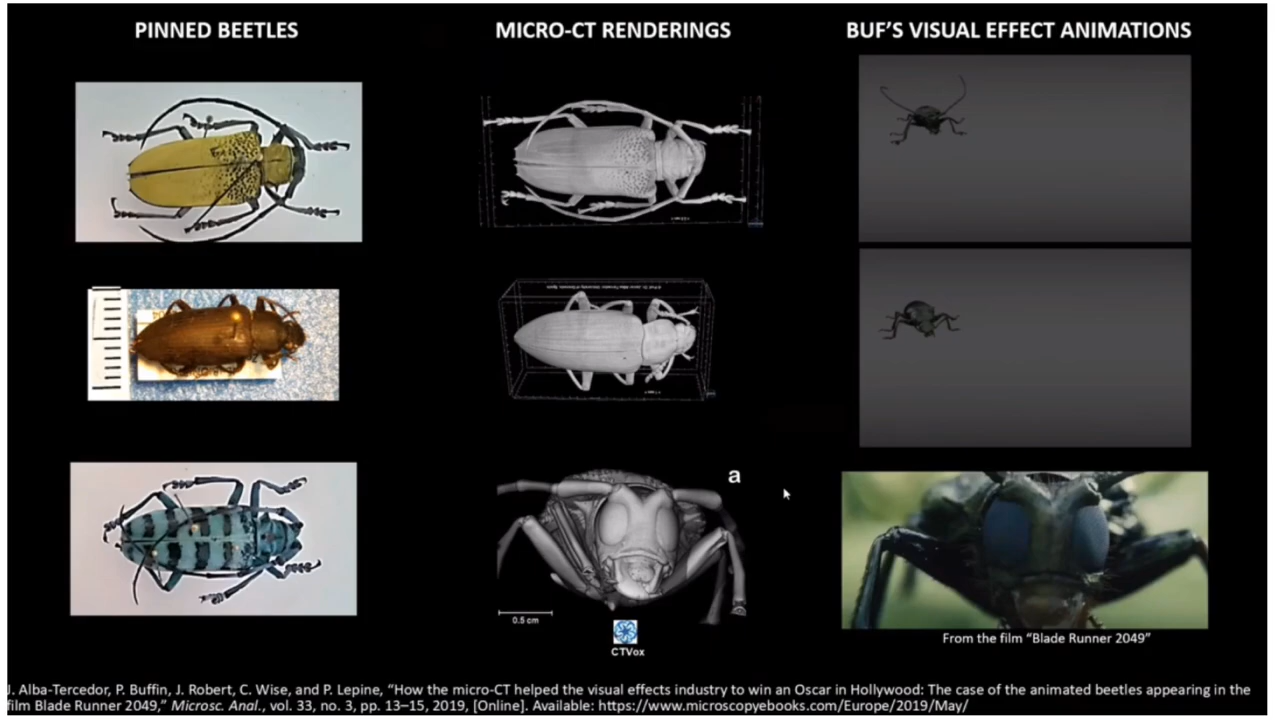 PINNED BEETLES
MICRO-CT RENDERINGS
BUF'S VISUAL EFFECT ANIMATIONS
a
0.5 cm
CTVox
From the film "Blade Runner 2049"
J. Alba-Tercedor, P. Buffin, J. Robert, C. Wise, and P. Lepine, "How the micro-CT helped the visual effects industry to win an Oscar in Hollywood: The case of the animated beetles appearing in the
film Blade Runner 2049," Microsc. Anal., vol. 33, no. 3, pp. 13–15, 2019, [Online]. Available: https://www.microscopyebooks.com/Europe/2019/May/